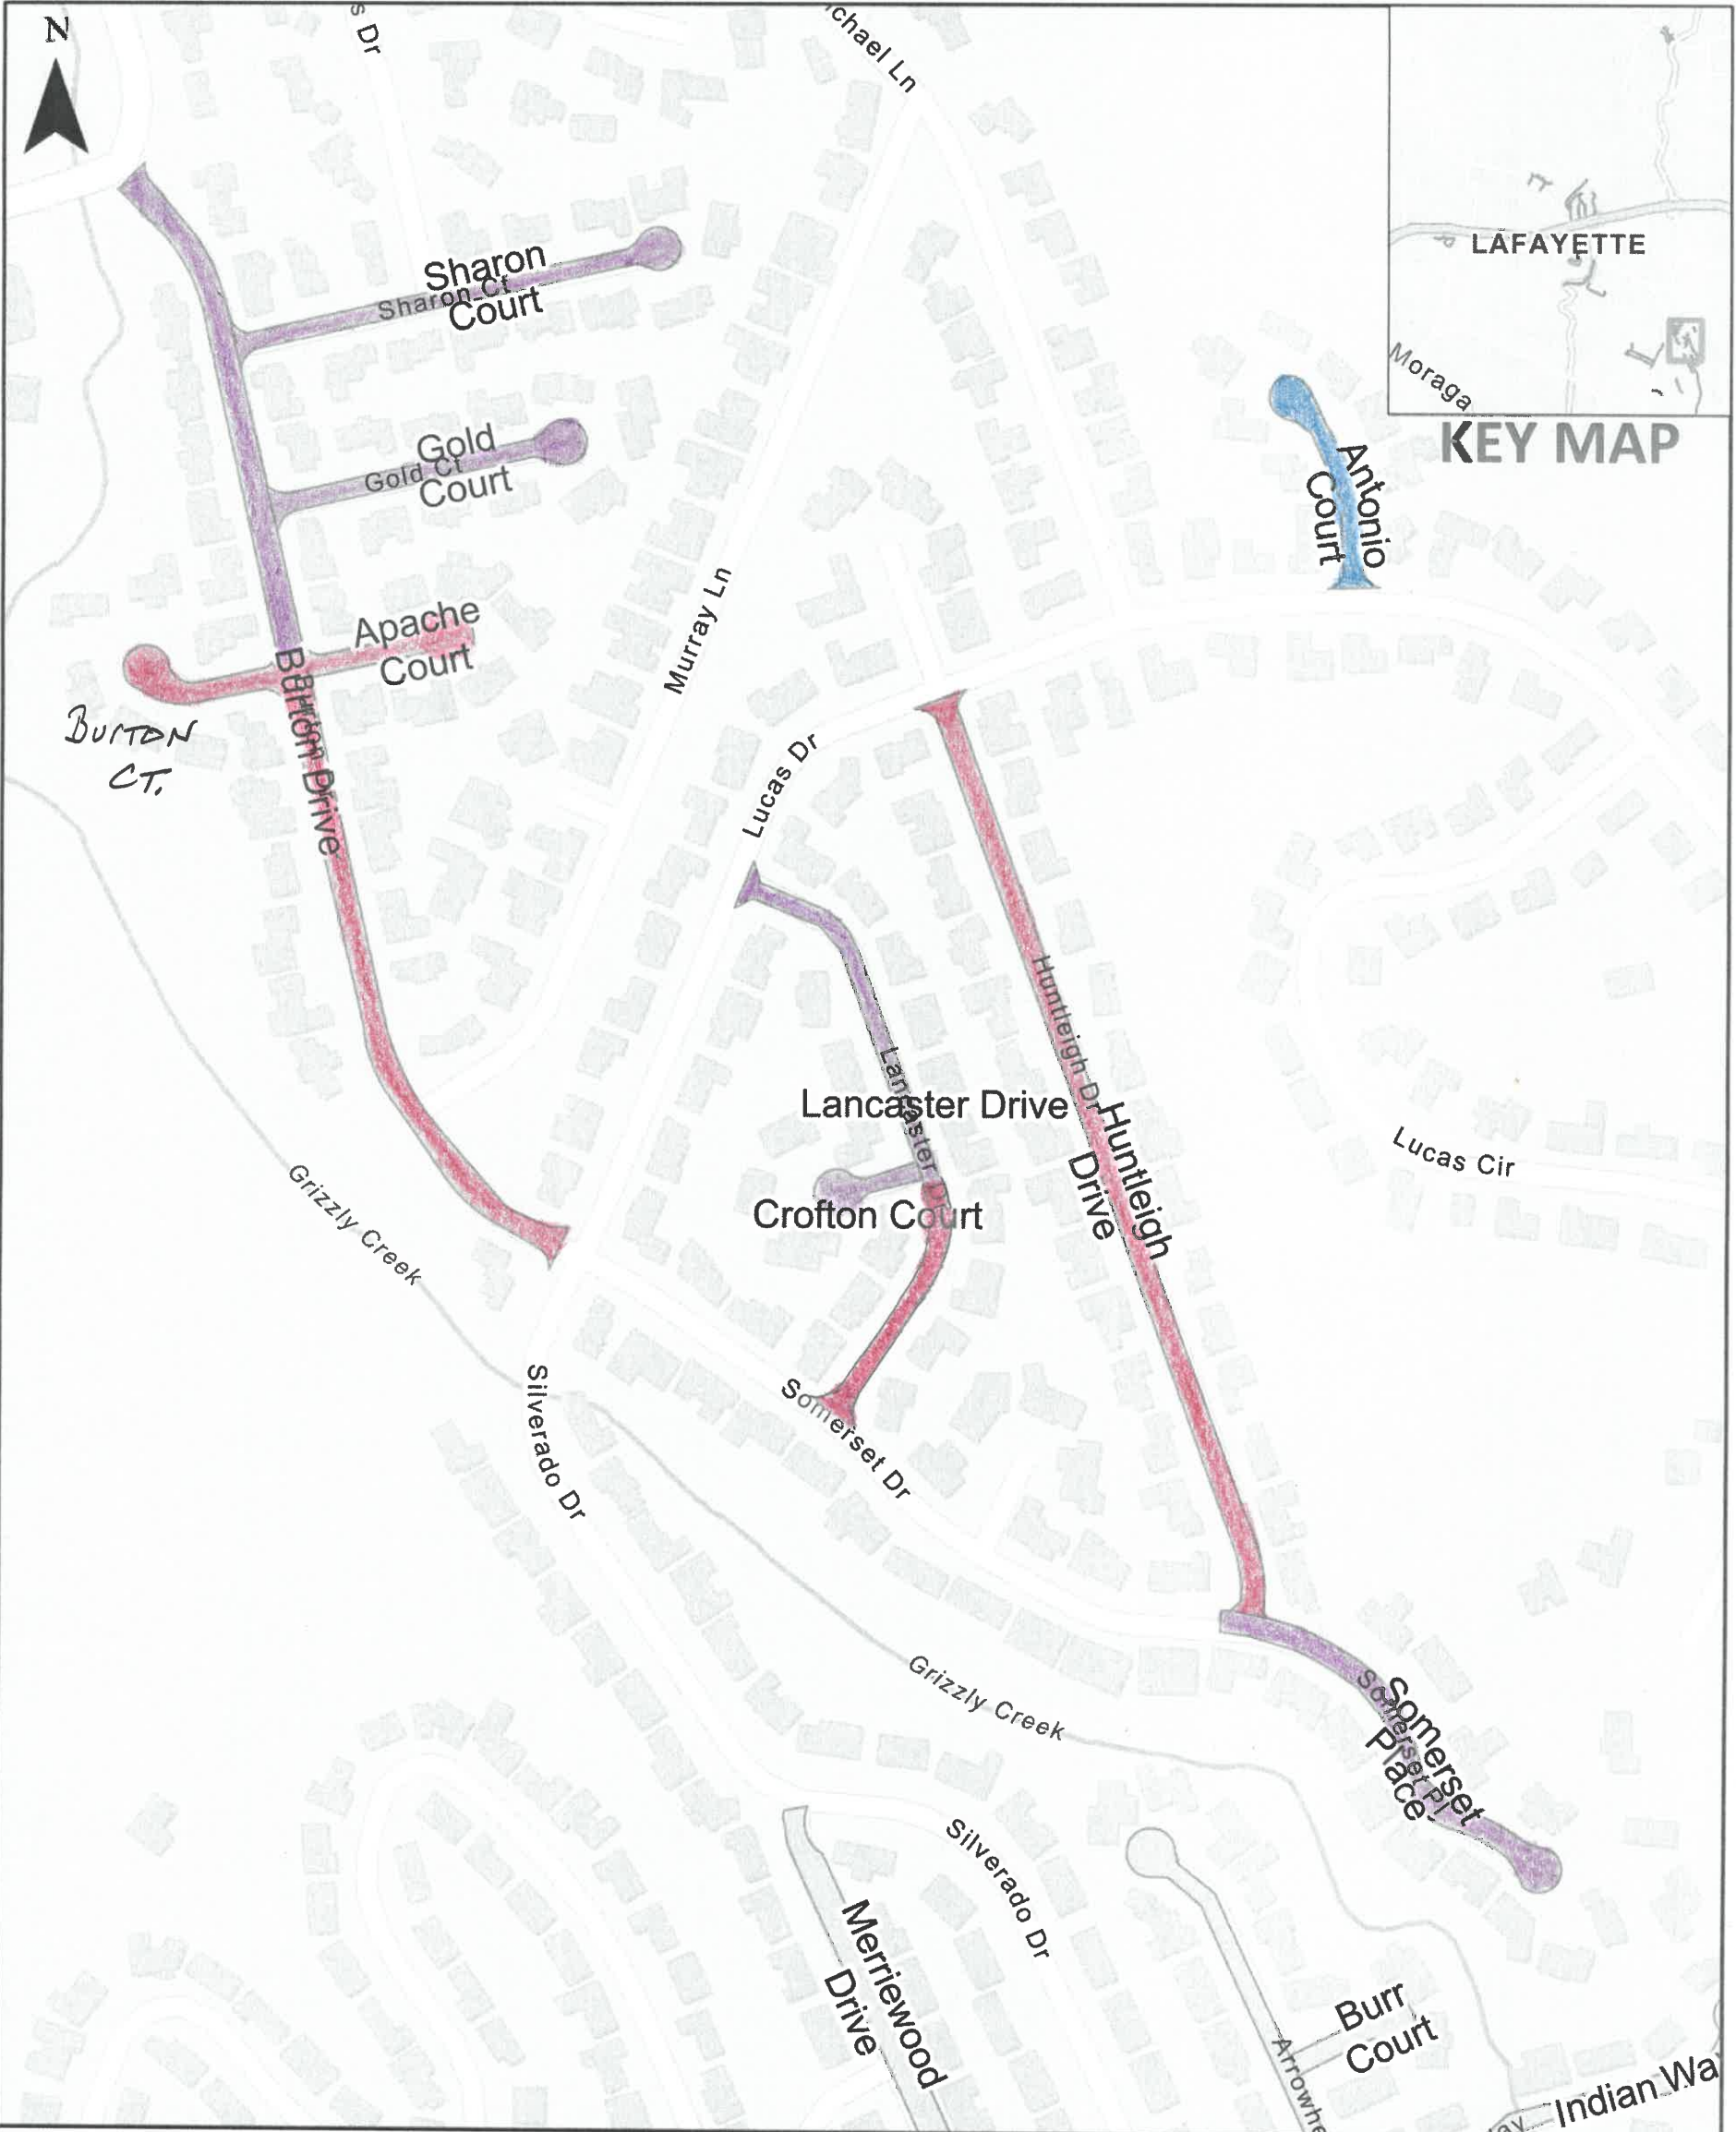 N
s Dr
chael Ln
LAFAYETTE
Moraga
KEY MAP
Sharon
Sharon Ct
Court
Gold
Gold Ct
Court
Antonio
Court
Apache
Court
Murray Ln
BURTON
CT.
Burton Drive
Burton
Lucas Dr
Huntleigh Dr
Huntleigh
Drive
Lancaster Drive
Lancaster Dr
Crofton Court
Lucas Cir
Grizzly Creek
Silverado Dr
Somerset Dr
Grizzly Creek
Somerset
Somerset Pl
Place
Silverado Dr
Merriewood
Drive
Burr
Court
Arrowhe
Indian Wa
ay